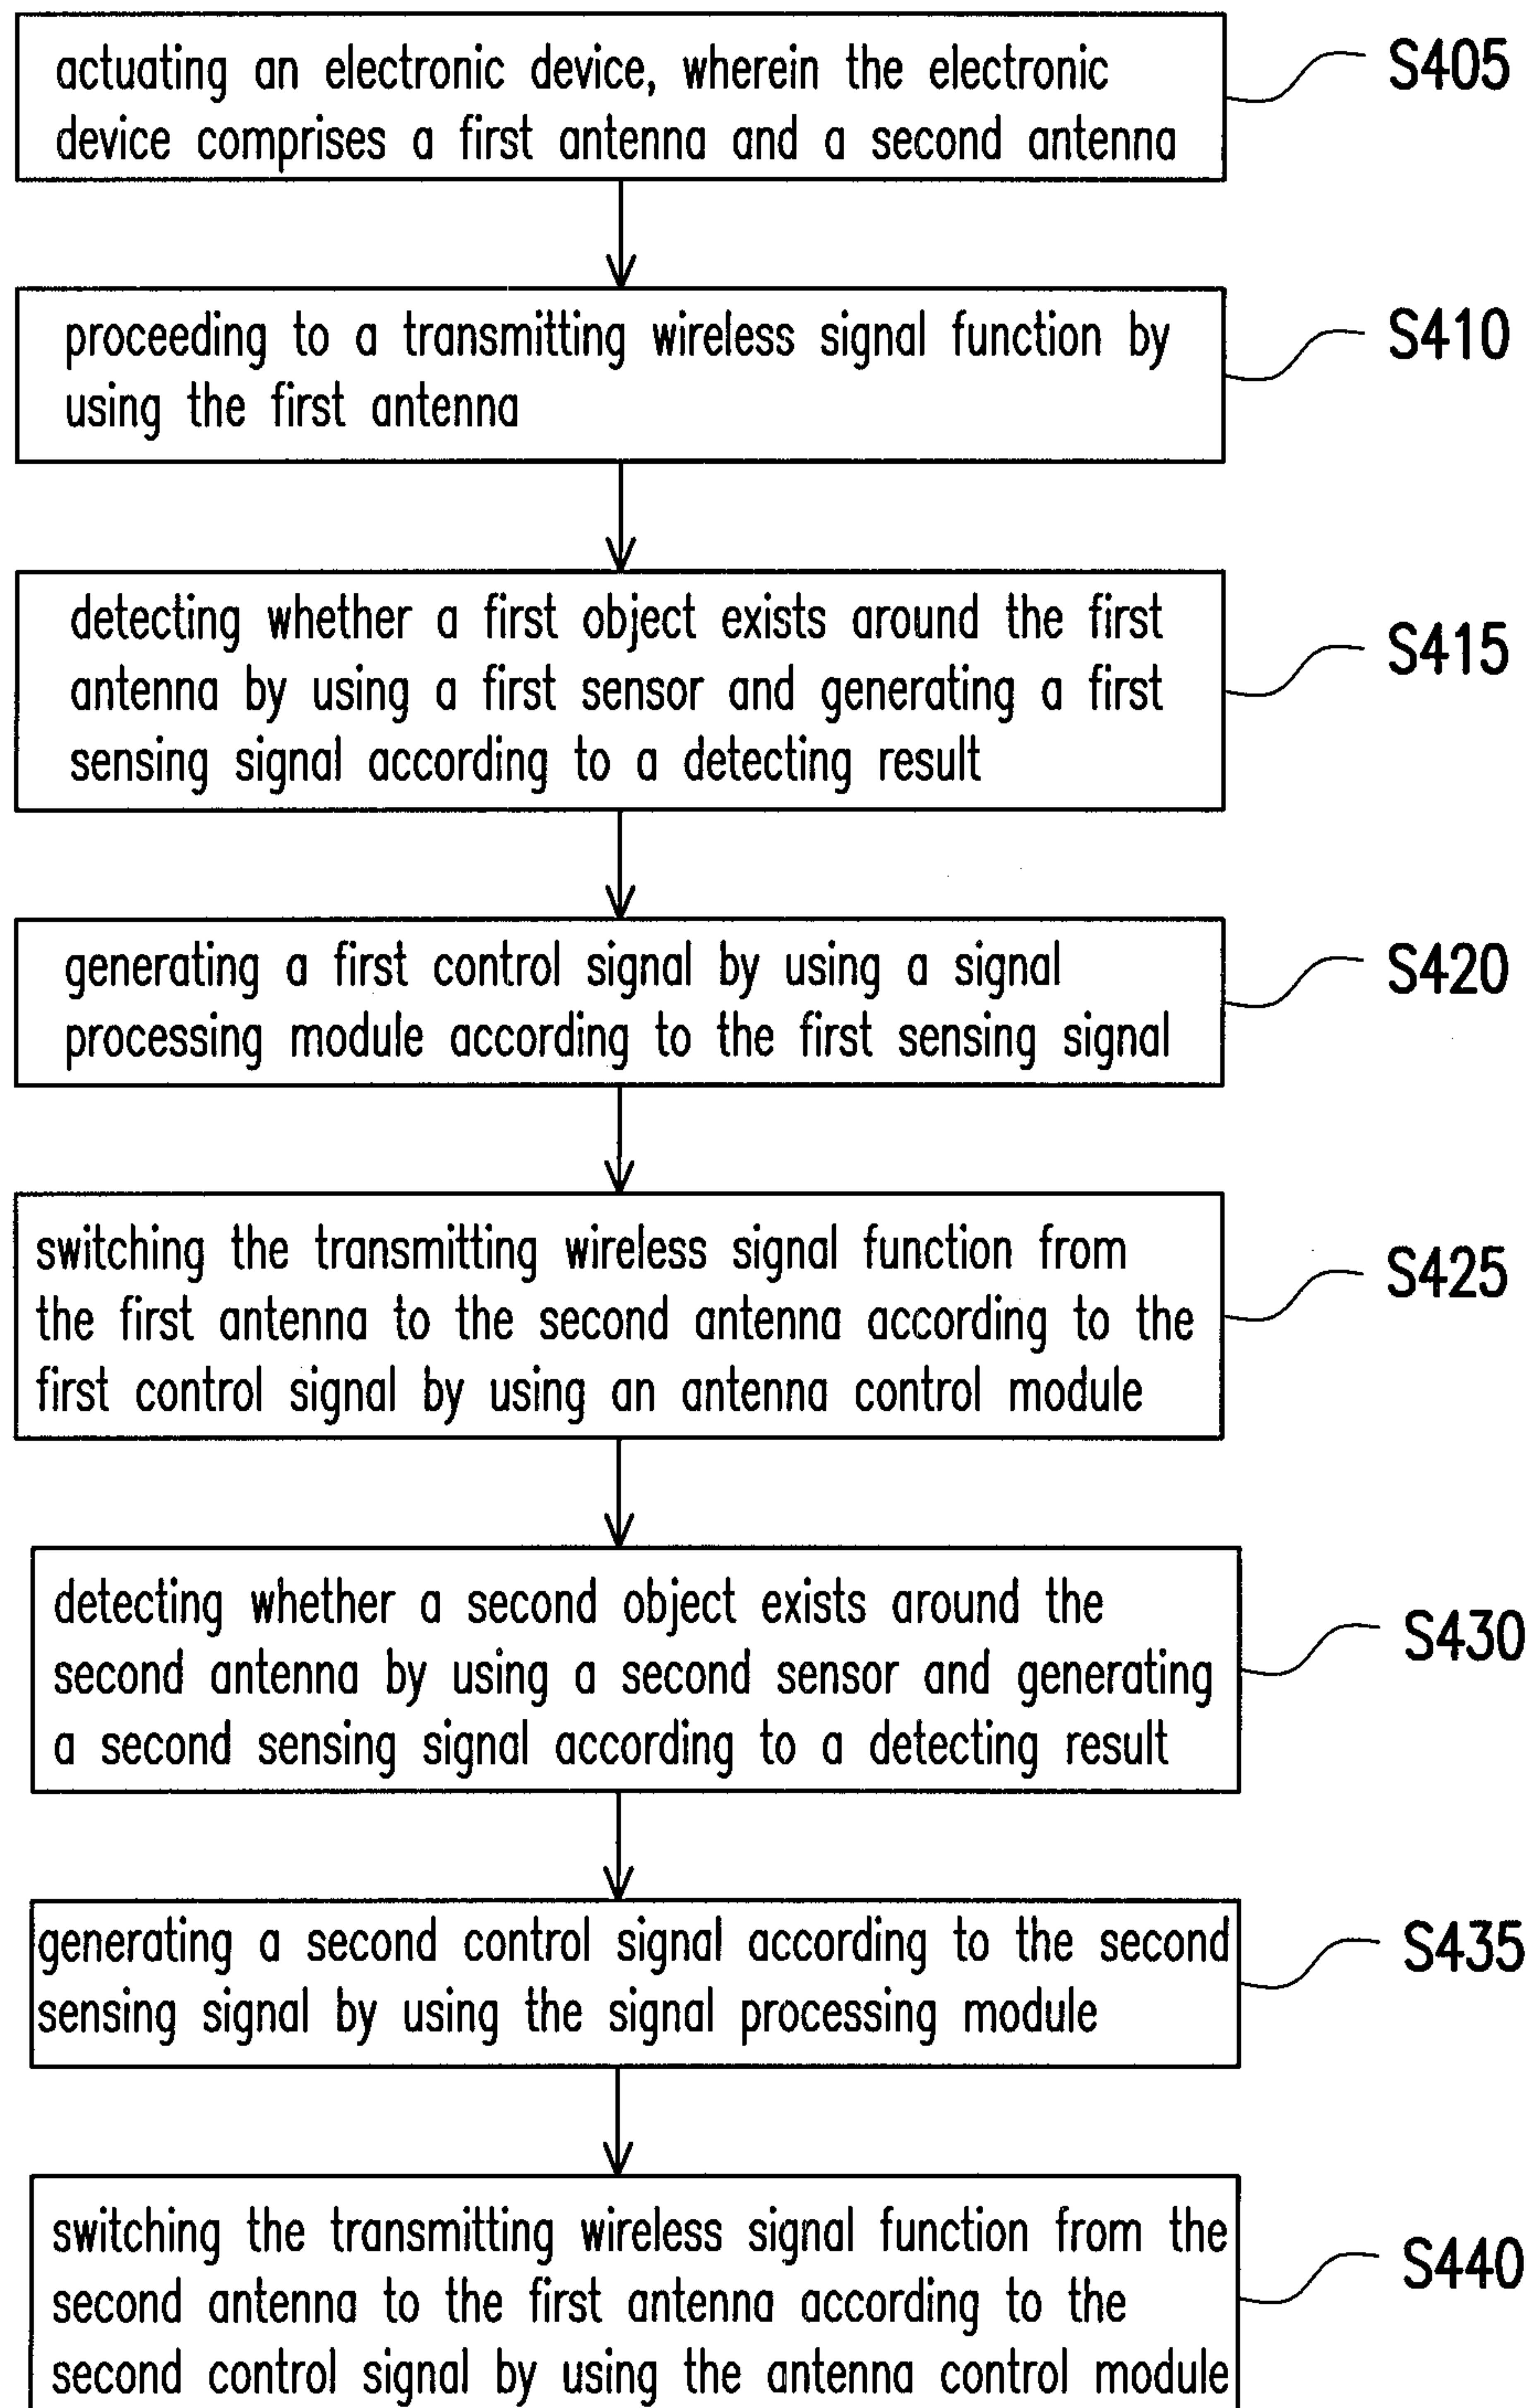 actuating an electronic device, wherein the electronic
device comprises a first antenna and a second antenna
S405
proceeding to a transmitting wireless signal function by
using the first antenna
S410
detecting whether a first object exists around the first
antenna by using a first sensor and generating a first
sensing signal according to a detecting result
S415
generating a first control signal by using a signal
processing module according to the first sensing signal
S420
switching the transmitting wireless signal function from
the first antenna to the second antenna according to the
first control signal by using an antenna control module
S425
detecting whether a second object exists around the
second antenna by using a second sensor and generating
a second sensing signal according to a detecting result
S430
generating a second control signal according to the second
sensing signal by using the signal processing module
S435
switching the transmitting wireless signal function from the
second antenna to the first antenna according to the
second control signal by using the antenna control module
S440